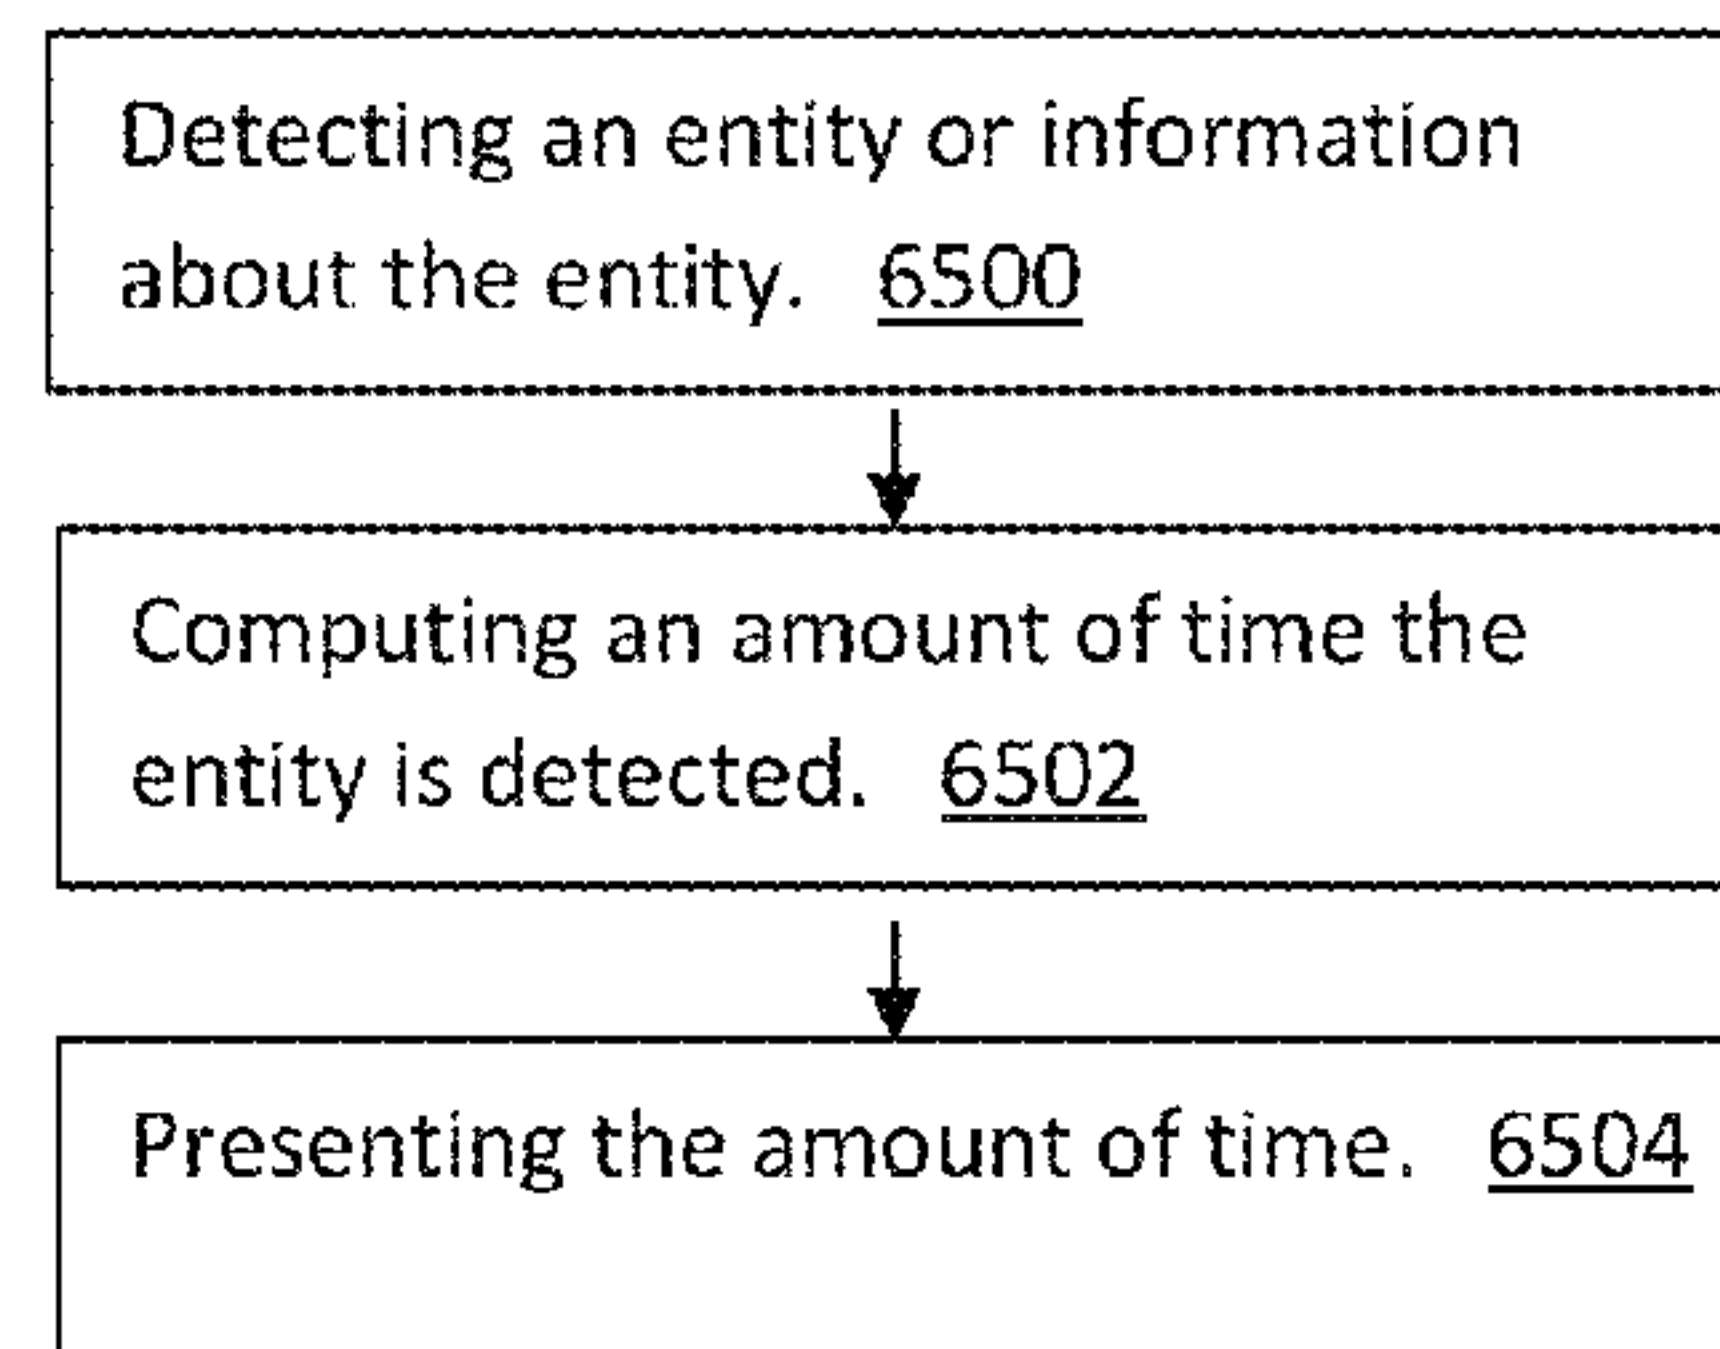 Detecting an entity or information
about the entity. 6500
Computing an amount of time the
entity is detected. 6502
Presenting the amount of time. 6504